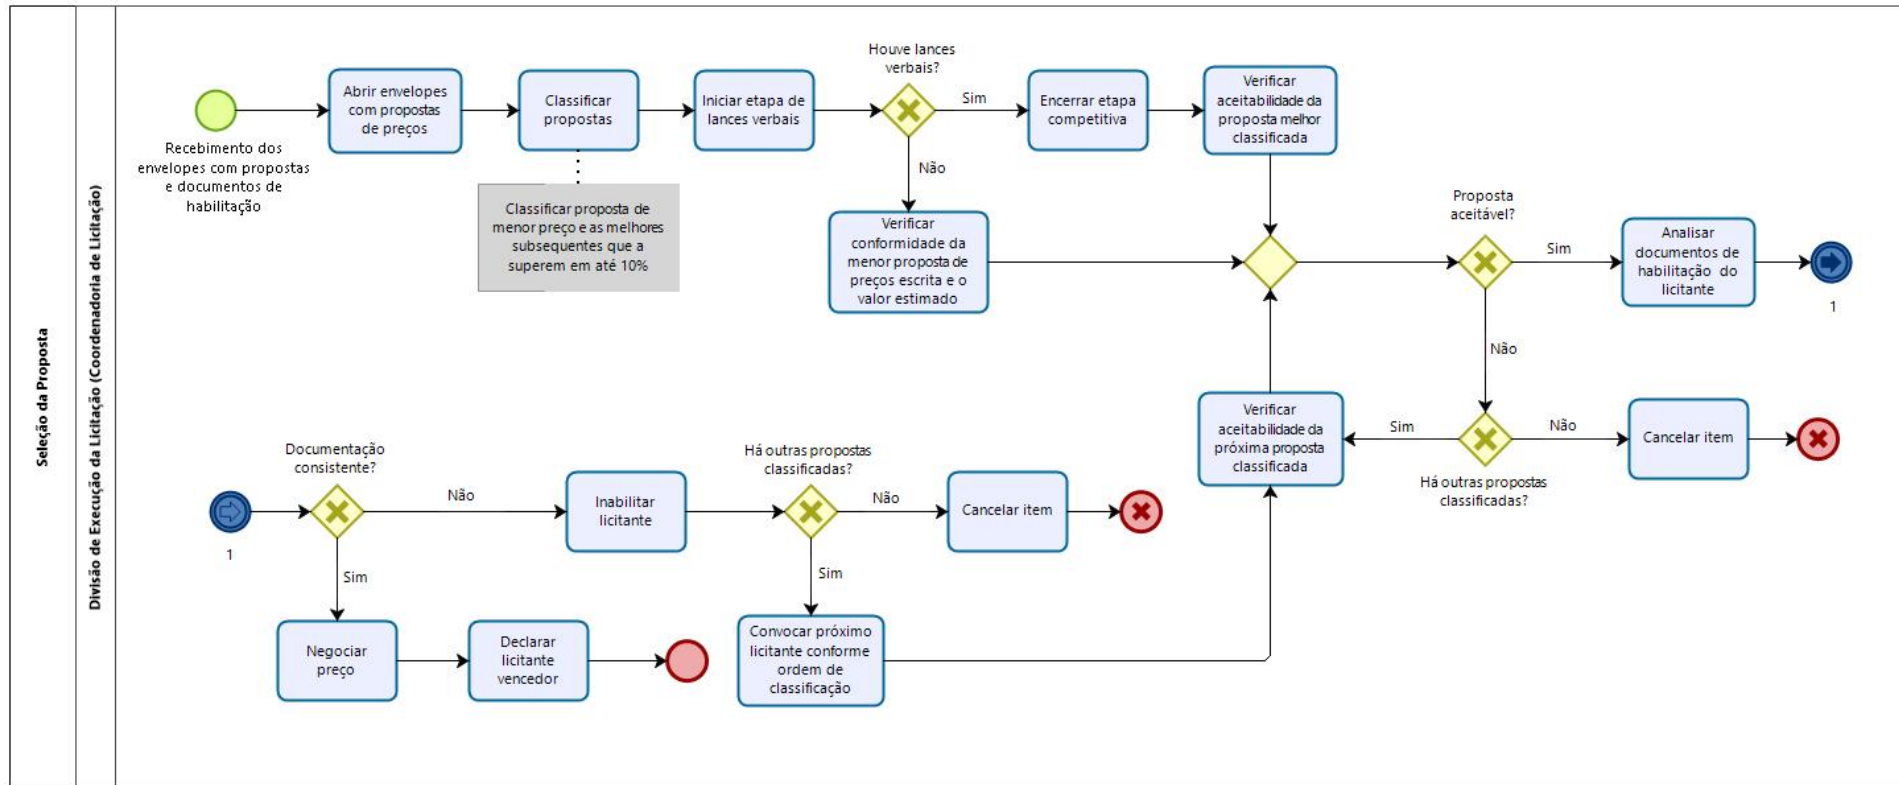 Seleção da Proposta
Divisão de Execução da Licitação (Coordenadoria de Licitação)
Recebimento dos
envelopes com propostas
e documentos de
habilitação
Abrir envelopes
com propostas
de preços
Classificar
propostas
Classificar proposta de
menor preço e as melhores
subsequentes que a
superem em até 10%
Iniciar etapa de
lances verbais
Houve lances
verbais?
Sim
Não
Encerrar etapa
competitiva
Verificar
aceitabilidade da
proposta melhor
classificada
Verificar
conformidade da
menor proposta de
preços escrita e o
valor estimado
Proposta
aceitável?
Sim
Não
Analisar
documentos de
habilitação do
licitante
1
Há outras propostas
classificadas?
Sim
Não
Verificar
aceitabilidade da
próxima proposta
classificada
Cancelar item
1
Documentação
consistente?
Não
Sim
Inabilitar
licitante
Há outras propostas
classificadas?
Não
Sim
Cancelar item
Negociar
preço
Declarar
licitante
vencedor
Convocar próximo
licitante conforme
ordem de
classificação